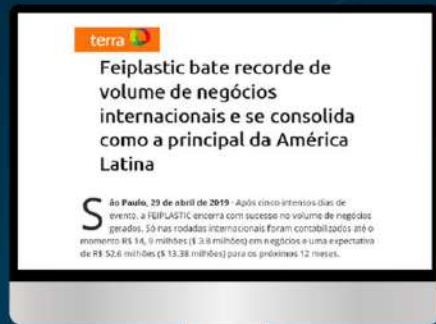 terra
Feiplastic bate recorde de
volume de negócios
internacionais e se consolida
como a principal da América
Latina
São Paulo, 29 de abril de 2019 - Após cinco intensos dias de
evento, a FEIPLASTIC encerra com sucesso no volume de negócios
gerados. Só nas rodadas internacionais foram contabilizados até o
momento R$ 14, 9 milhões ($ 3.8 milhões) em negócios e uma expectativa
de R$ 52,6 milhões ($ 13.38 milhões) para os próximos 12 meses.